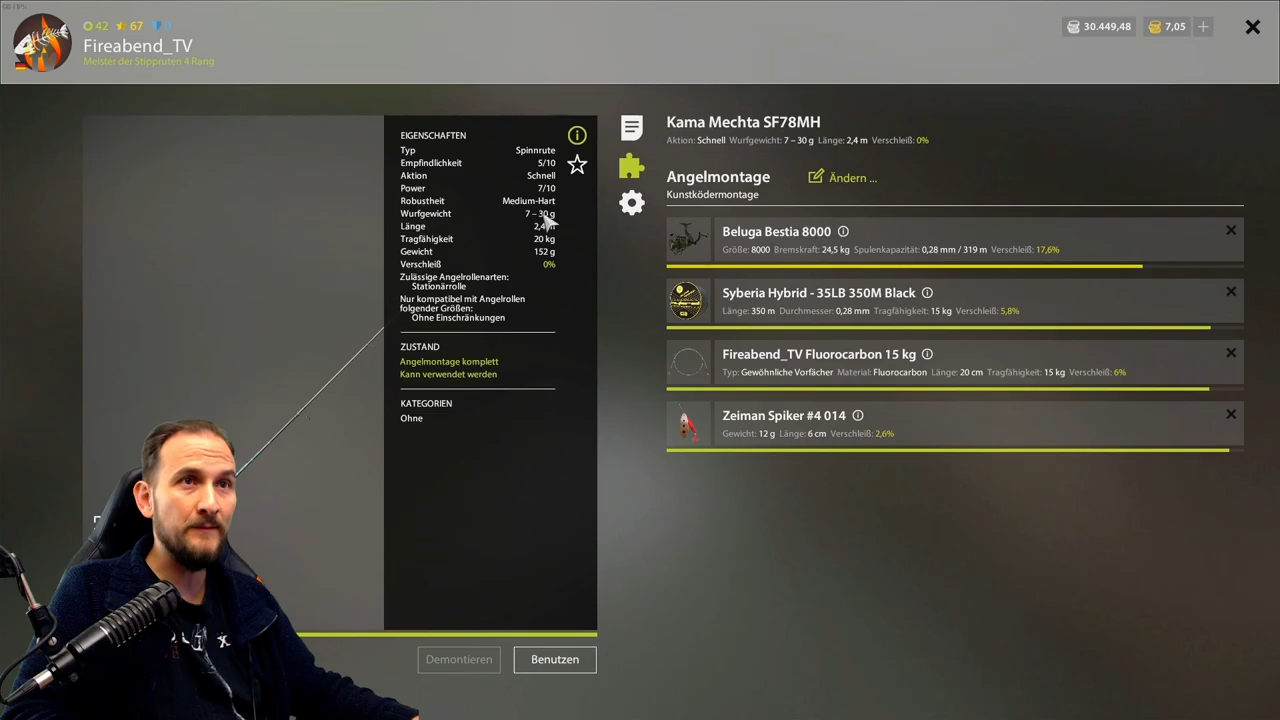 42 67 0
Fireabend_TV
Meister der Stippruten 4 Rang
30.449,48 7,05
EIGENSCHAFTEN
Typ Spinnrute
Empfindlichkeit 5/10
Aktion Schnell
Power 7/10
Robustheit Medium-Hart
Wurfgewicht 7 – 30 g
Länge
Tragfähigkeit 20 kg
Gewicht 152 g
Verschleiß 0%
Zulässige Angelrollenarten:
Stationärrolle
Nur kompatibel mit Angelrollen
folgender Größen:
Ohne Einschränkungen
ZUSTAND
Angelmontage komplett
Kann verwendet werden
KATEGORIEN
Ohne
Demontieren Benutzen
Kama Mechta SF78MH
Aktion: Schnell Wurfgewicht: 7 – 30 g Länge: 2,4 m Verschleiß: 0%
Angelmontage Ändern ...
Kunstködermontage
Beluga Bestia 8000
Größe: 8000 Bremskraft: 24,5 kg Spulenkapazität: 0,28 mm / 319 m Verschleiß: 17,6%
Syberia Hybrid - 35LB 350M Black
Länge: 350 m Durchmesser: 0,28 mm Tragfähigkeit: 15 kg Verschleiß: 5,8%
Fireabend_TV Fluorocarbon 15 kg
Typ: Gewöhnliche Vorfächer Material: Fluorocarbon Länge: 20 cm Tragfähigkeit: 15 kg Verschleiß: 6%
Zeiman Spiker #4 014
Gewicht: 12 g Länge: 6 cm Verschleiß: 2,6%